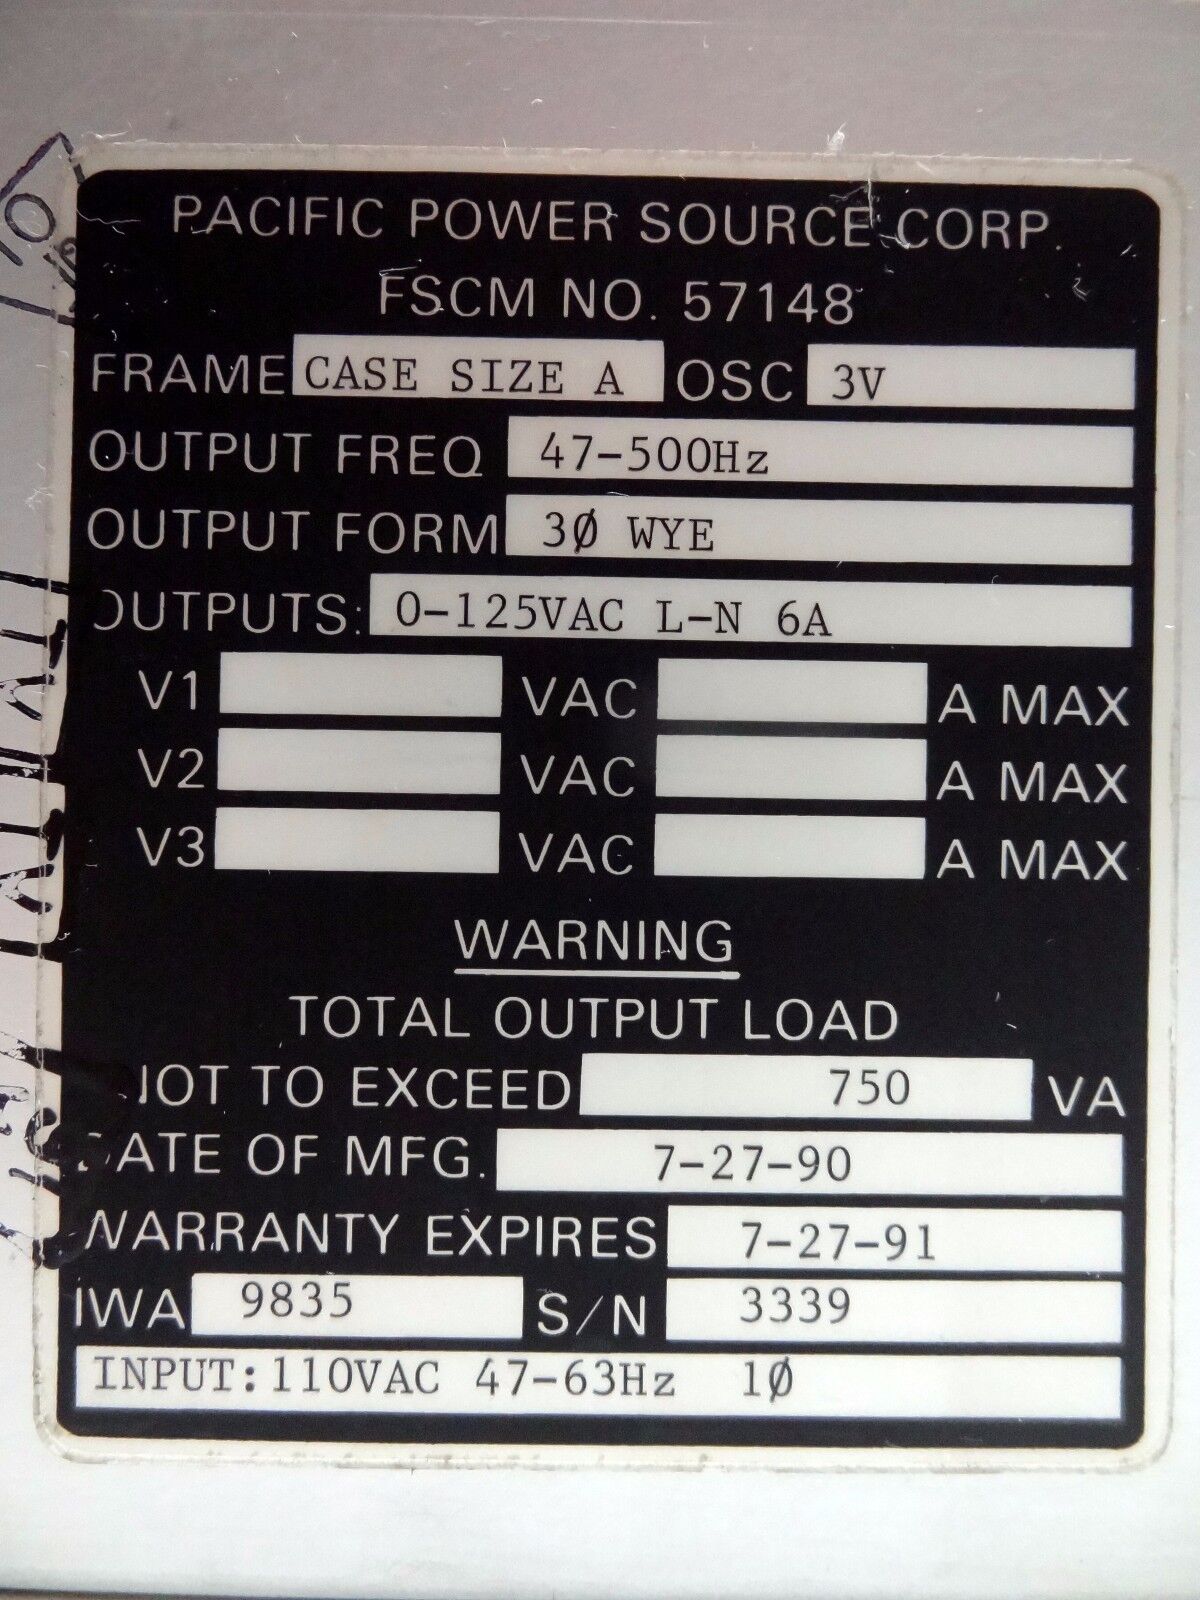 PACIFIC POWER SOURCE CORP.
FSCM NO. 57148
FRAME CASE SIZE A OSC 3V
OUTPUT FREQ 47-500Hz
OUTPUT FORM 3Ø WYE
OUTPUTS: 0-125VAC L-N 6A
V1 VAC A MAX
V2 VAC A MAX
V3 VAC A MAX
WARNING
TOTAL OUTPUT LOAD
NOT TO EXCEED 750 VA
DATE OF MFG. 7-27-90
WARRANTY EXPIRES 7-27-91
IWA 9835 S/N 3339
INPUT:110VAC 47-63Hz 1Ø